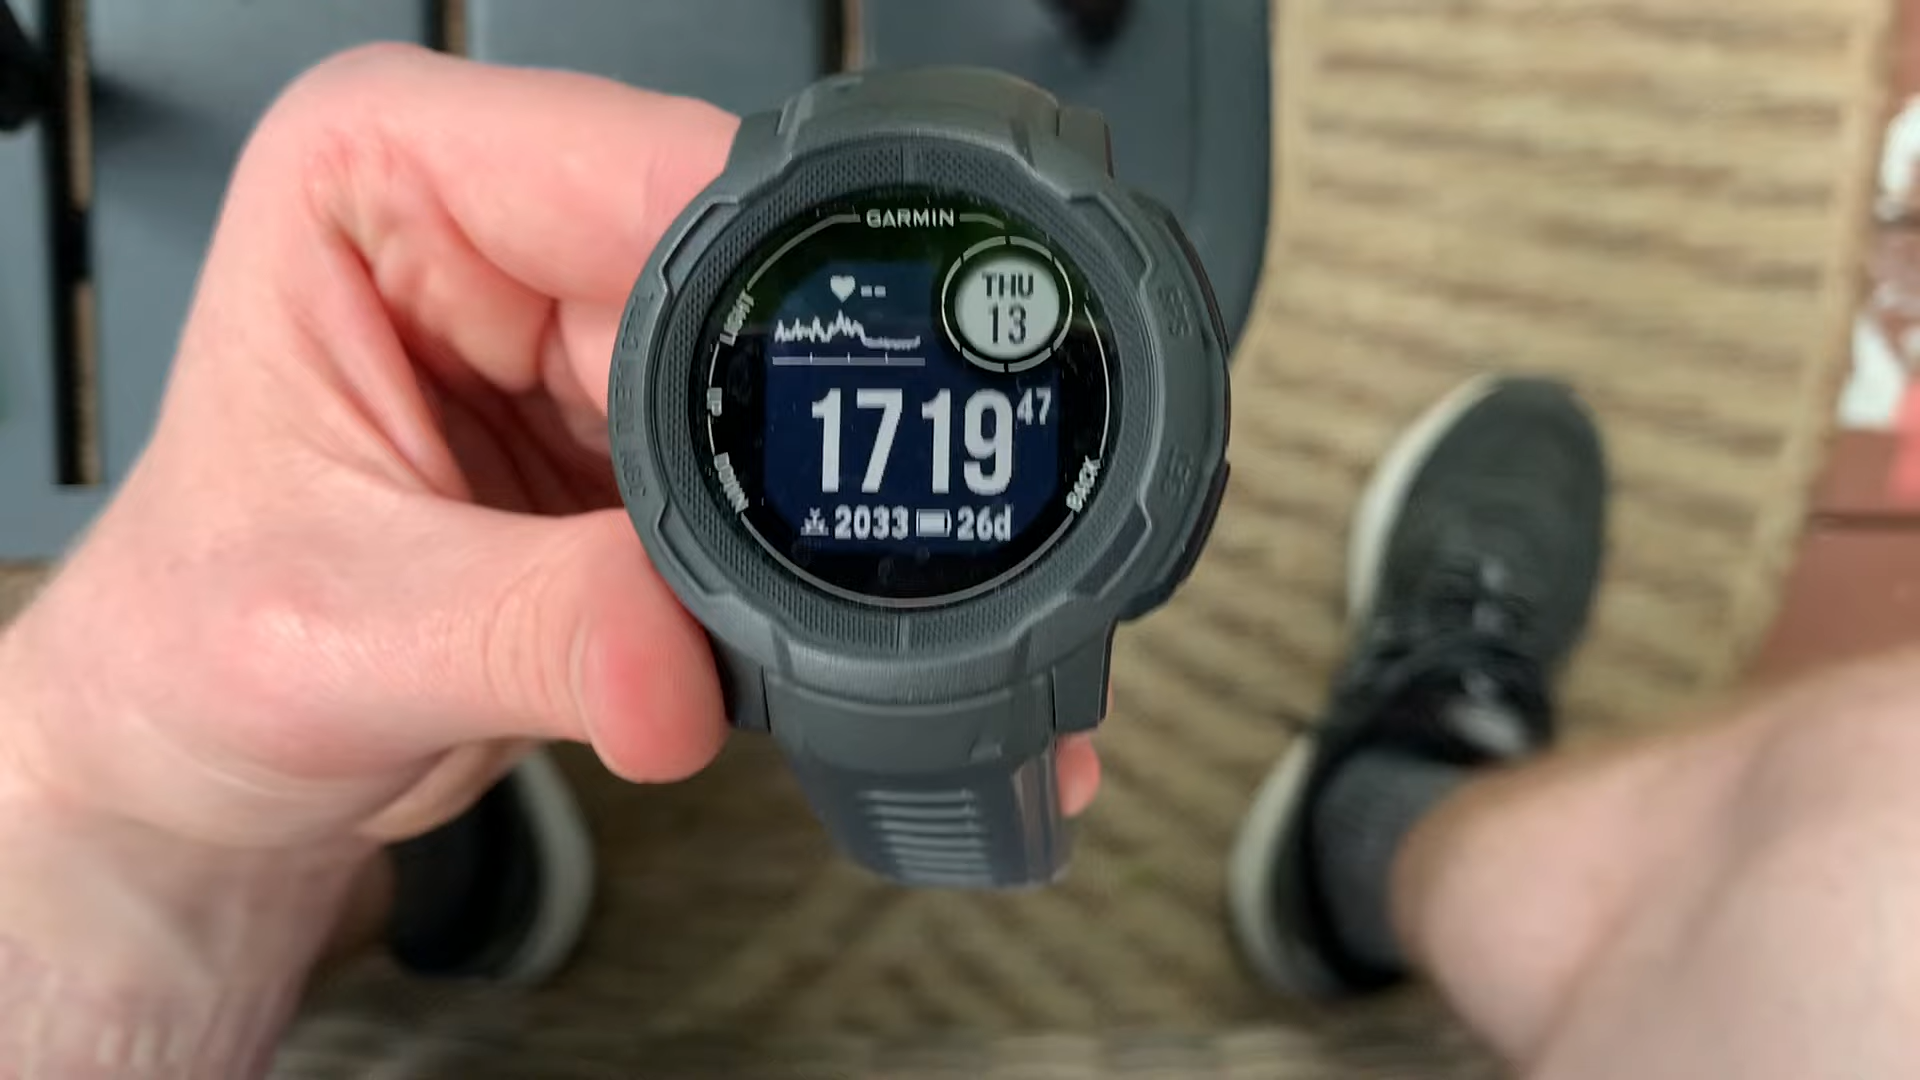 GARMIN
LIGHT
--
THU
13
UP
1719 47
DOWN
BACK
2033 26d